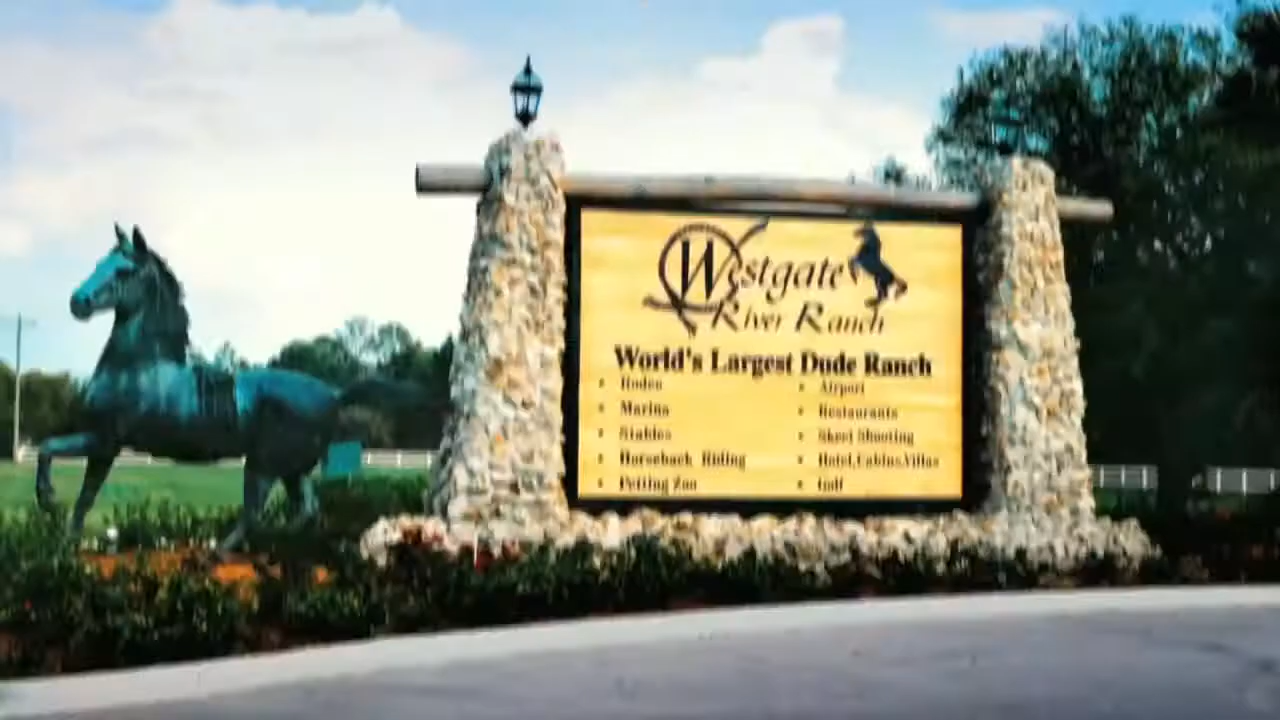 Westgate
River Ranch
World's Largest Dude Ranch
• Rodeo
• Marina
• Stables
• Horseback Riding
• Petting Zoo
• Airport
• Restaurants
• Skeet Shooting
• Hotel,Cabins,Villas
• Golf